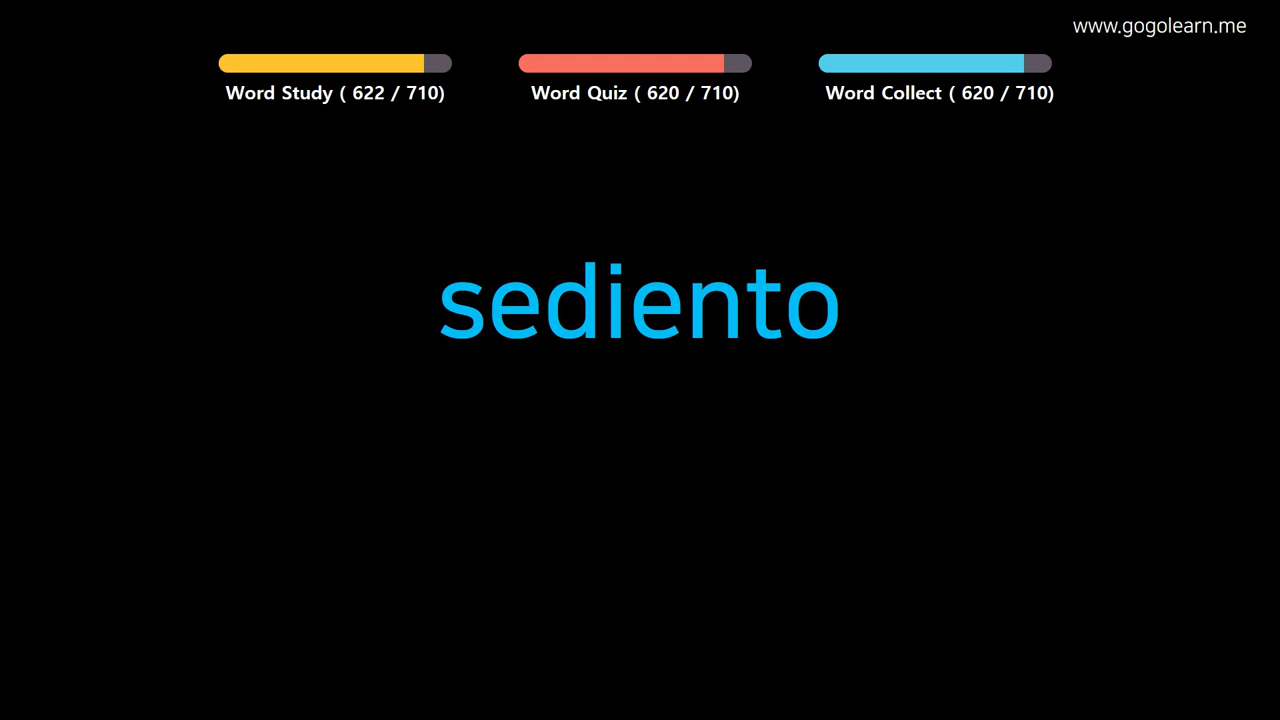 www.gogolearn.me
Word Study ( 622 / 710)
Word Quiz ( 620 / 710)
Word Collect ( 620 / 710)
sediento